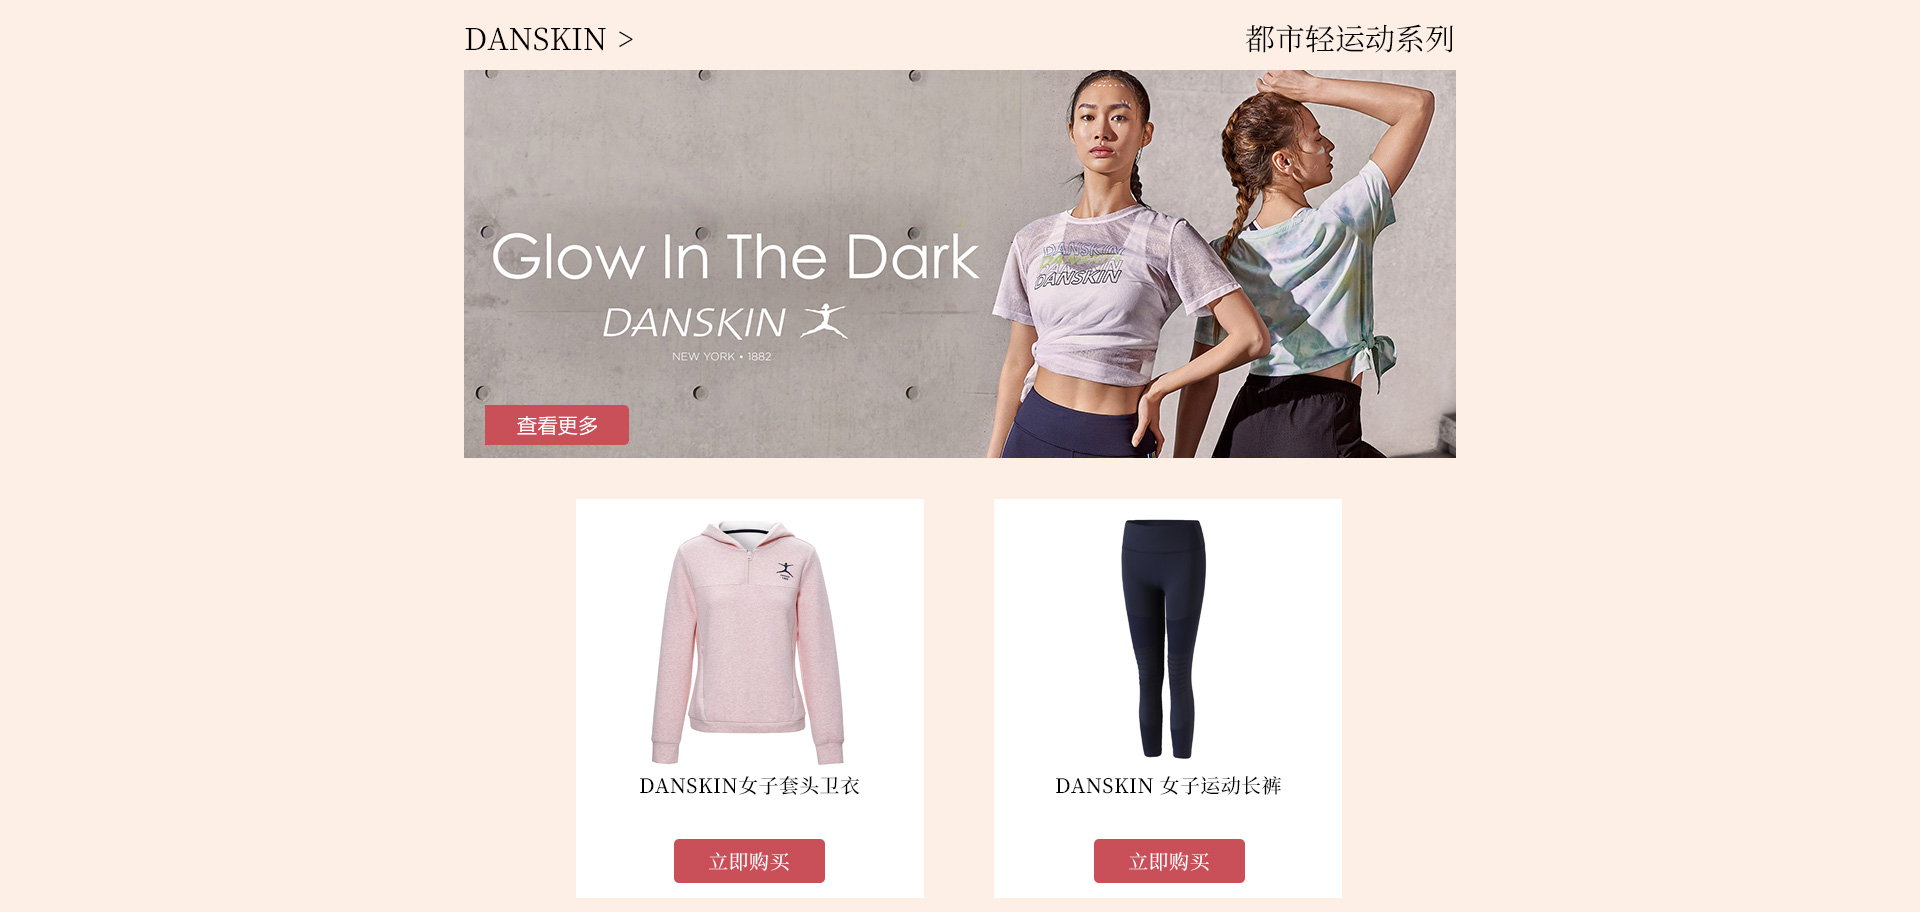 DANSKIN >
都市轻运动系列
Glow In The Dark
DANSKIN
NEW YORK • 1882
DANSKIN
DANSKIN
DANSKIN
DANSKIN
查看更多
DANSKIN女子套头卫衣
DANSKIN 女子运动长裤
立即购买
立即购买